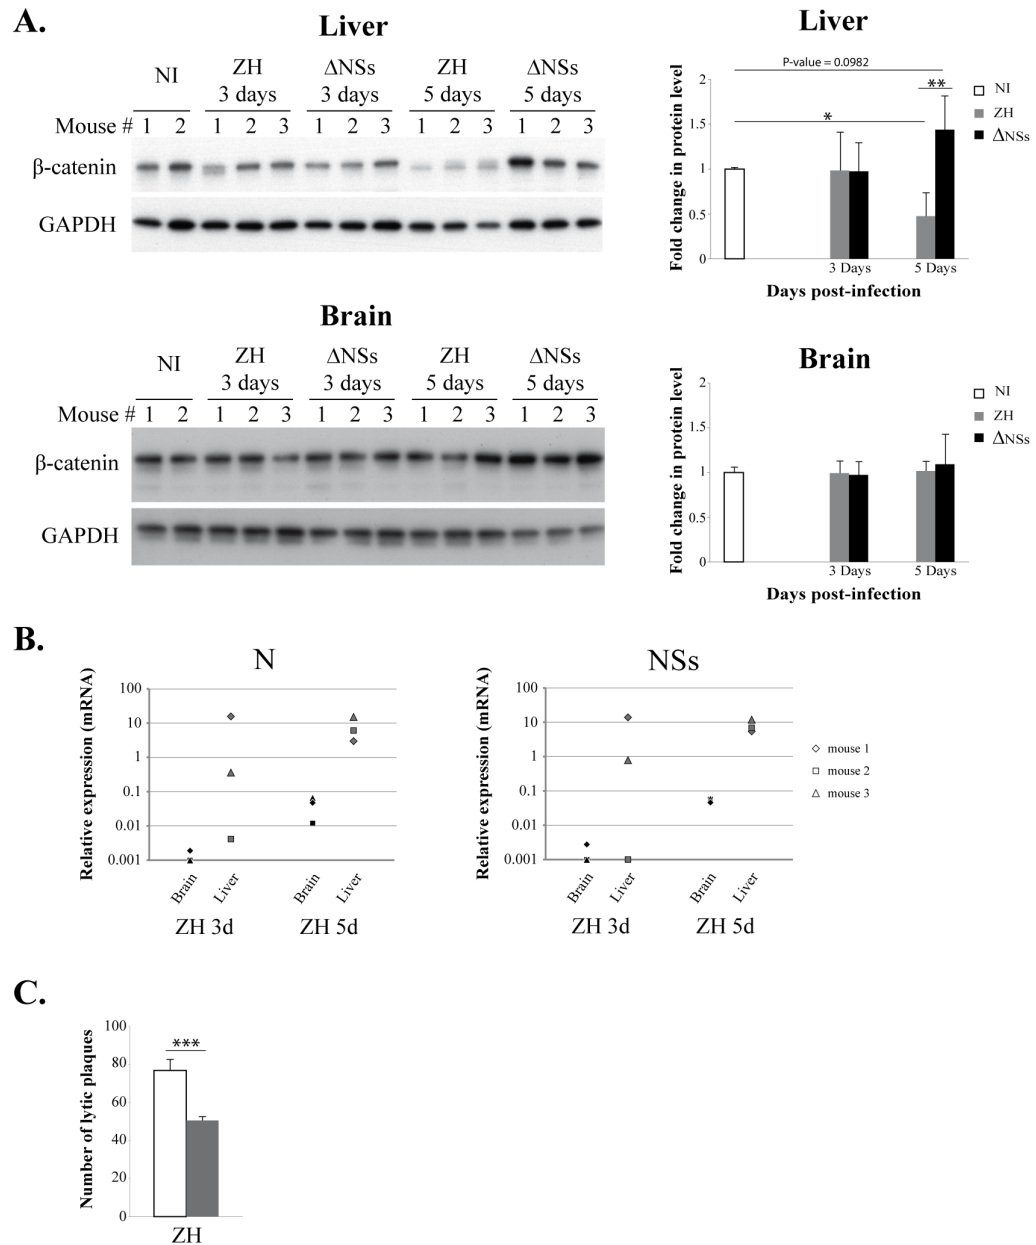 A.
Liver
NI
ZH
3 days
ΔNSs
3 days
ZH
5 days
ΔNSs
5 days
Mouse # 1 2 1 2 3 1 2 3 1 2 3 1 2 3
β-catenin
GAPDH
Liver
P-value = 0.0982
*
**
NI
ZH
ΔNSs
Fold change in protein level
2
1.5
1
0.5
0
3 Days
5 Days
Days post-infection
Brain
NI
ZH
3 days
ΔNSs
3 days
ZH
5 days
ΔNSs
5 days
Mouse # 1 2 1 2 3 1 2 3 1 2 3 1 2 3
β-catenin
GAPDH
Brain
NI
ZH
ΔNSs
Fold change in protein level
2
1.5
1
0.5
0
3 Days
5 Days
Days post-infection
B.
N
Relative expression (mRNA)
100
10
1
0.1
0.01
0.001
Brain
Liver
Brain
Liver
ZH 3d
ZH 5d
NSs
Relative expression (mRNA)
100
10
1
0.1
0.01
0.001
Brain
Liver
Brain
Liver
ZH 3d
ZH 5d
mouse 1
mouse 2
mouse 3
C.
Number of lytic plaques
100
80
60
40
20
0
***
ZH